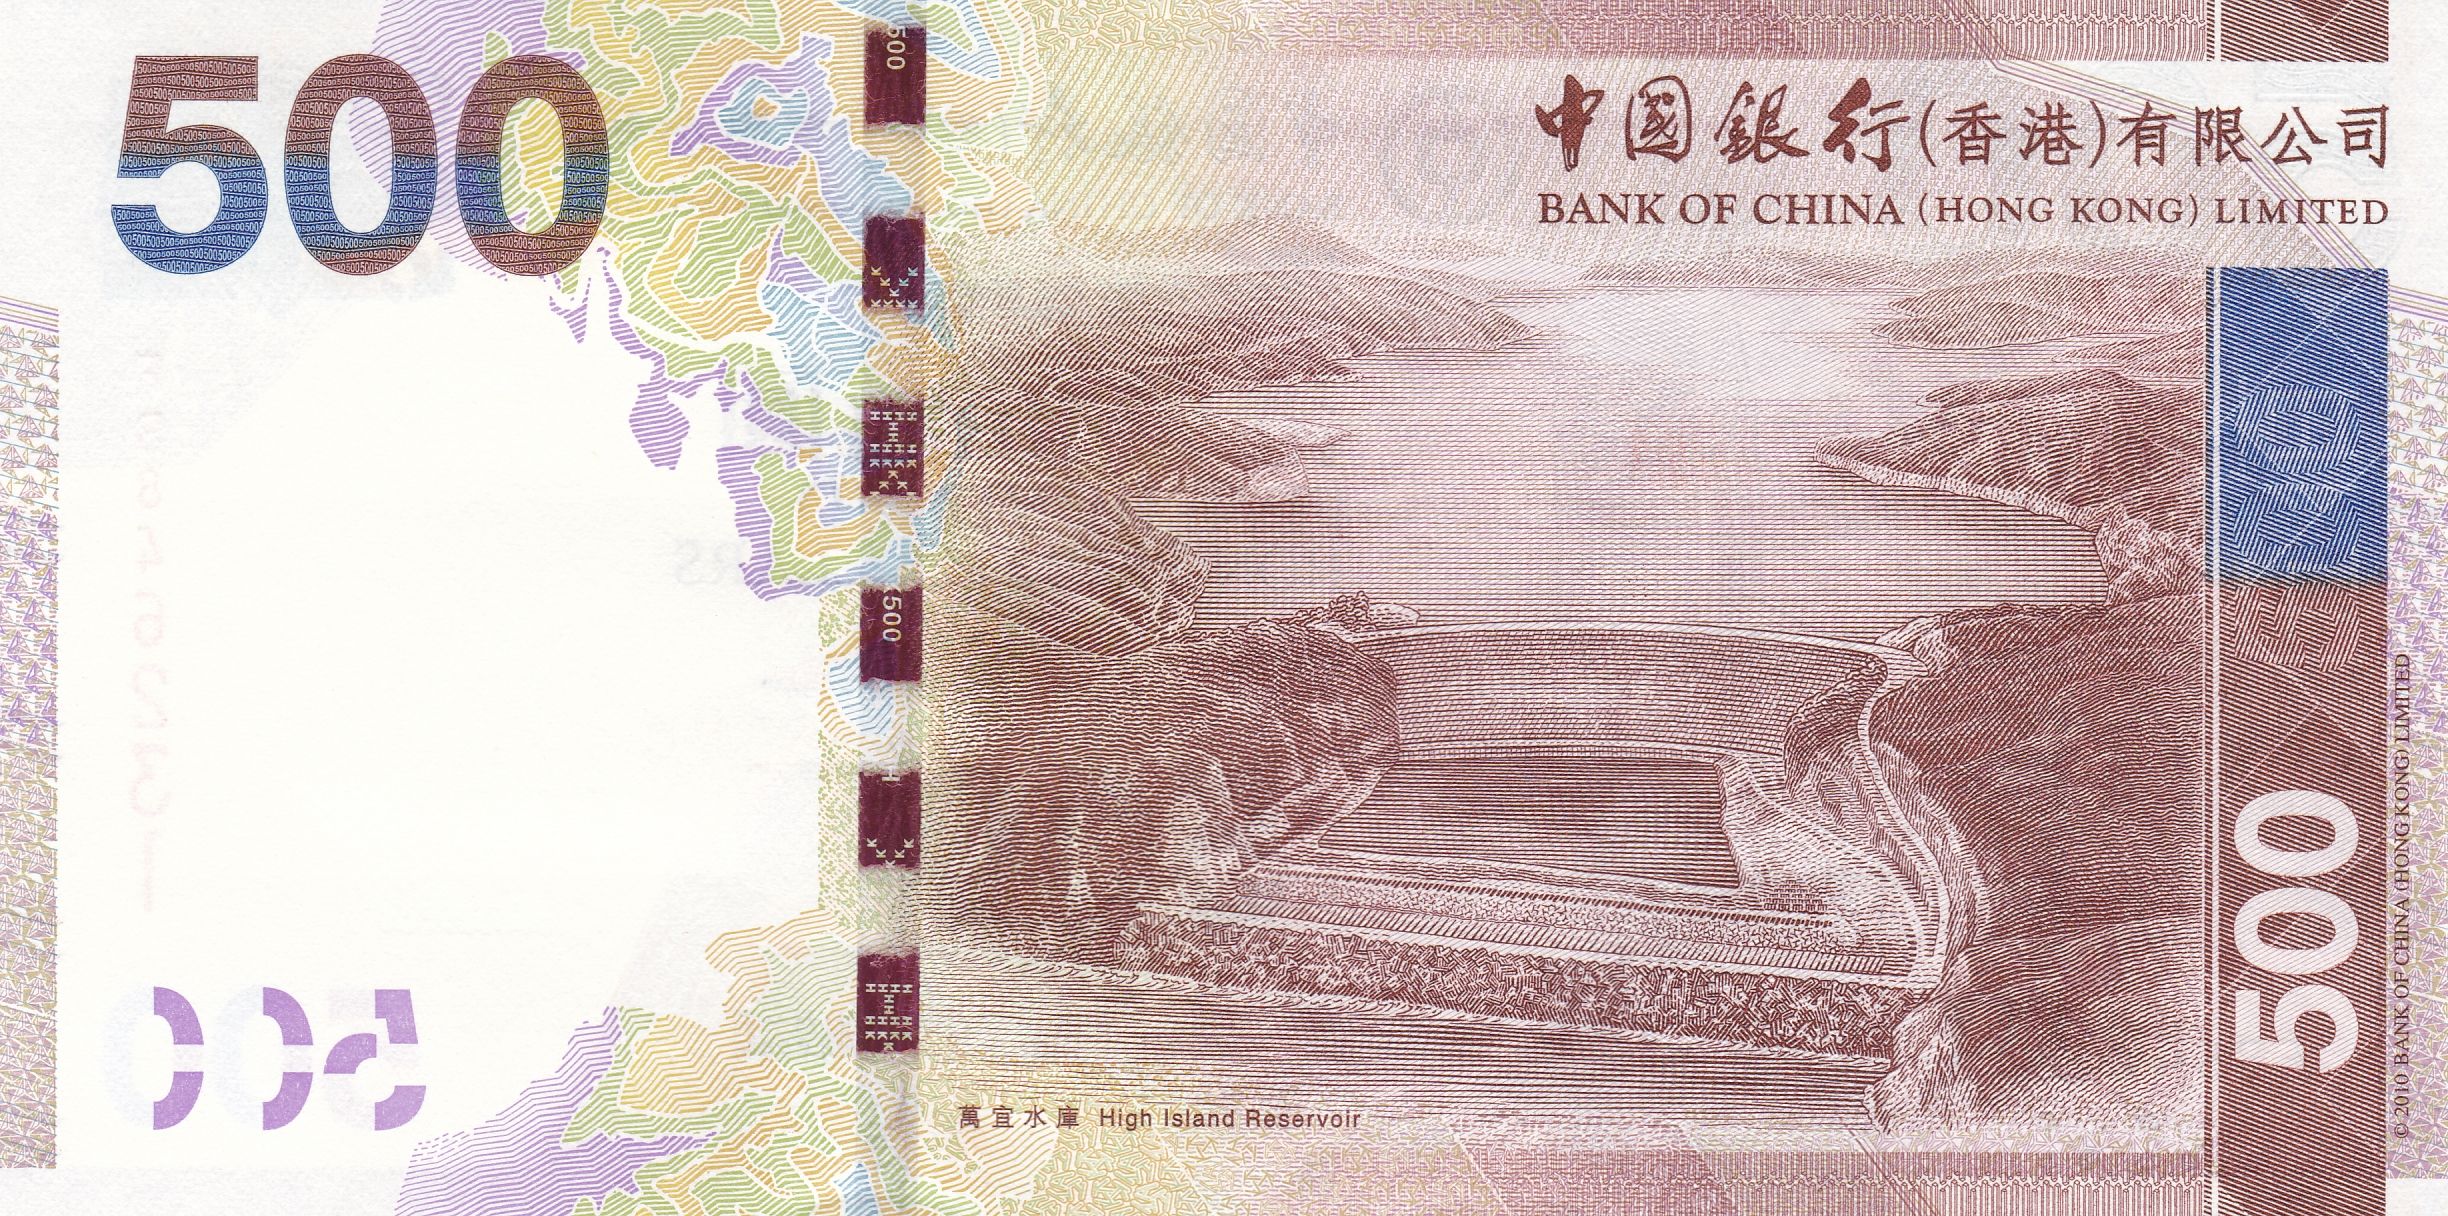 500
中國銀行(香港)有限公司
BANK OF CHINA (HONG KONG) LIMITED
500
500
500
500
萬宜水庫 High Island Reservoir
© 2010 BANK OF CHINA (HONG KONG) LIMITED